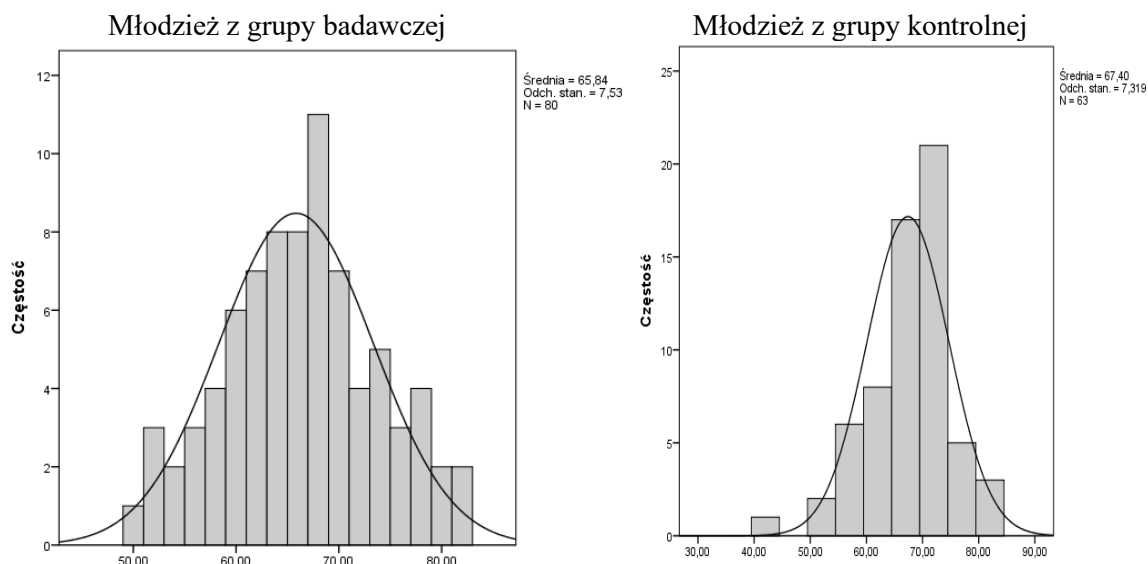 Młodzież z grupy badawczej
Średnia = 65,84
Odch. stan. = 7,53
N = 80
Częstość
12
10
8
6
4
2
0
50,00 60,00 70,00 80,00
Młodzież z grupy kontrolnej
Średnia = 67,40
Odch. stan. = 7,319
N = 63
Częstość
25
20
15
10
5
0
30,00 40,00 50,00 60,00 70,00 80,00 90,00